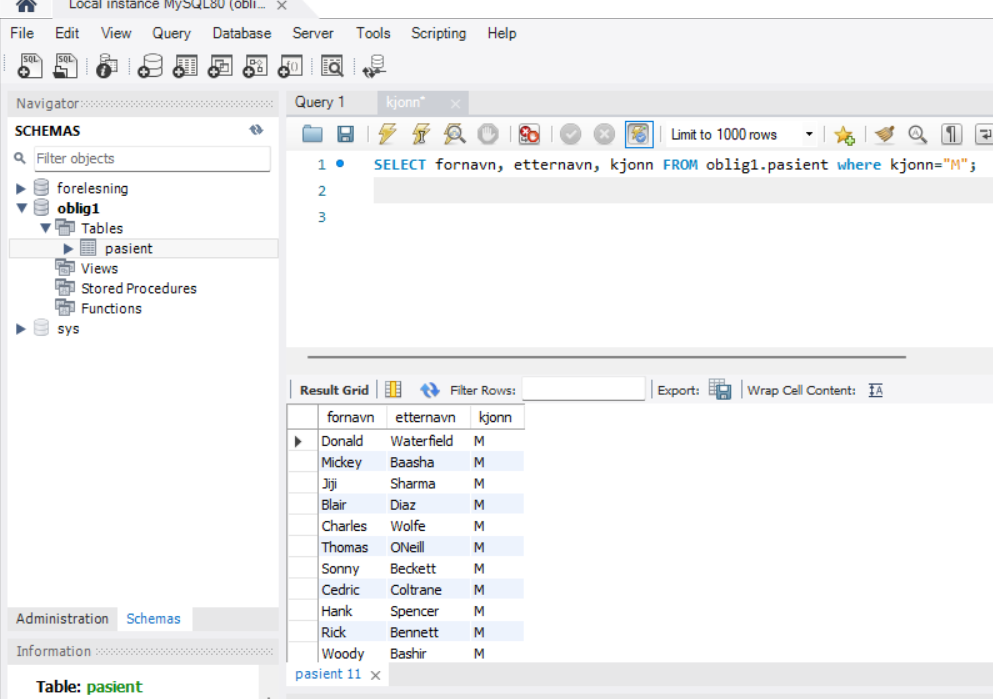 Local instance MySQL80 (obli... ×
File Edit View Query Database Server Tools Scripting Help
SQL SQL
Navigator Query 1 kjonn* ×
SCHEMAS
Limit to 1000 rows
Filter objects
1 SELECT fornavn, etternavn, kjonn FROM oblig1.pasient where kjonn="M";
2
3
forelesning
oblig1
Tables
pasient
Views
Stored Procedures
Functions
sys
Result Grid Filter Rows: Export: Wrap Cell Content:
fornavn etternavn kjonn
Donald Waterfield M
Mickey Baasha M
Jiji Sharma M
Blair Diaz M
Charles Wolfe M
Thomas ONeill M
Sonny Beckett M
Cedric Coltrane M
Hank Spencer M
Rick Bennett M
Woody Bashir M
Administration Schemas
Information
pasient 11 ×
Table: pasient